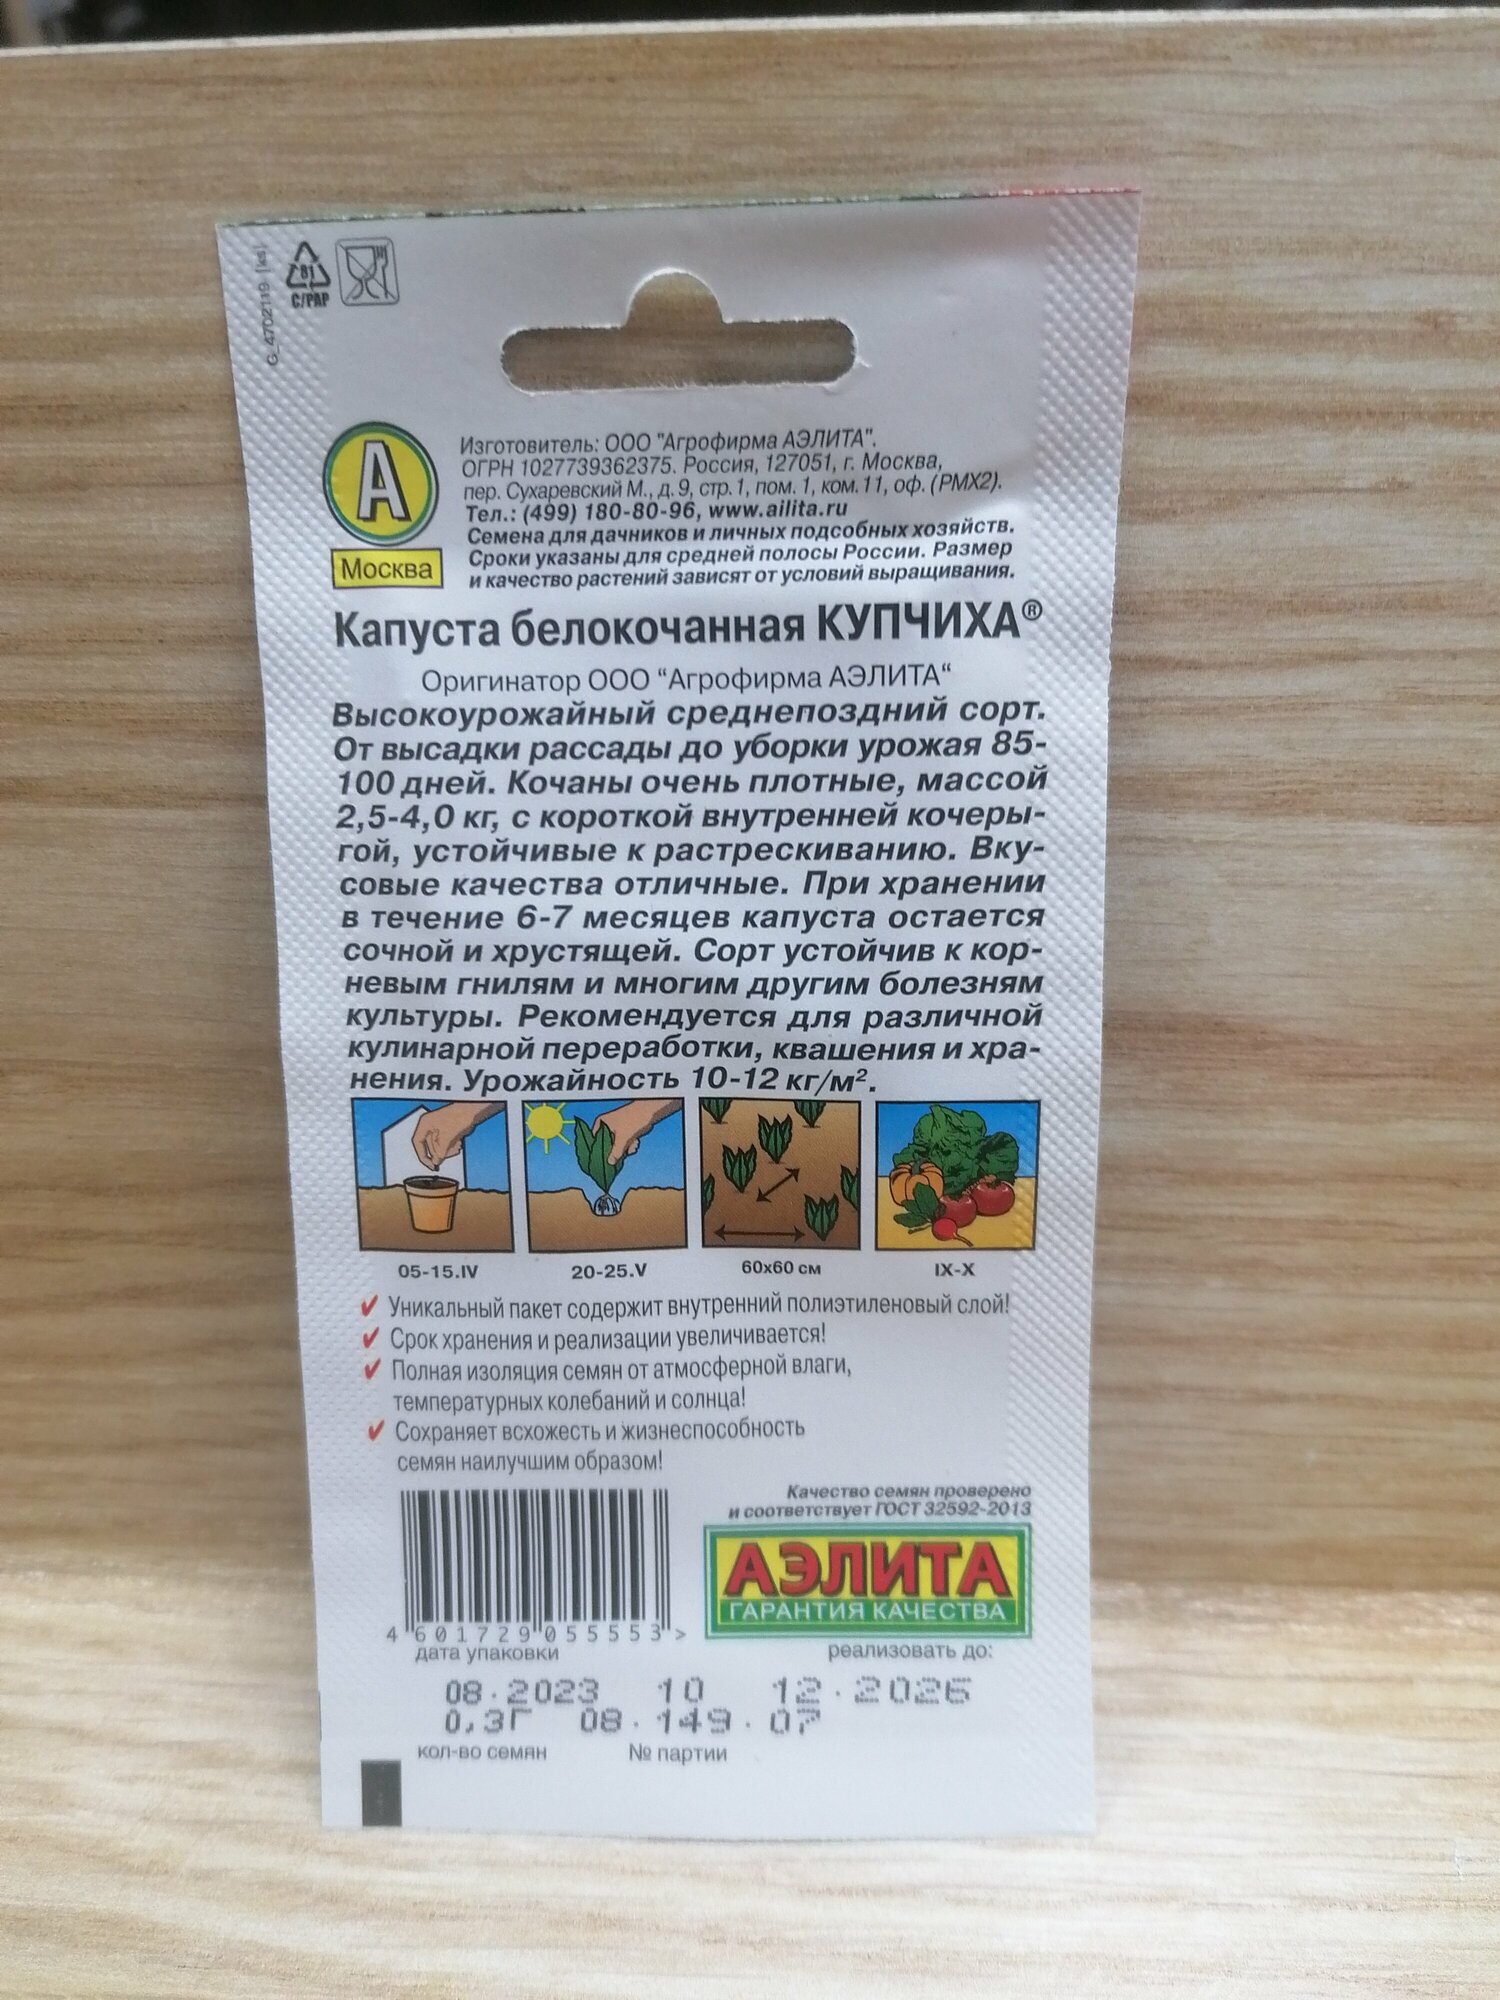 G_4702119 [ks]
81
C/PAP
А
Москва
Изготовитель: ООО "Агрофирма АЭЛИТА".
ОГРН 1027739362375. Россия, 127051, г. Москва,
пер. Сухаревский М., д. 9, стр. 1, пом. 1, ком. 11, оф. (РМХ2).
Тел.: (499) 180-80-96, www.ailita.ru
Семена для дачников и личных подсобных хозяйств.
Сроки указаны для средней полосы России. Размер
и качество растений зависят от условий выращивания.
Капуста белокочанная КУПЧИХА®
Оригинатор ООО “Агрофирма АЭЛИТА“
Высокоурожайный среднепоздний сорт.
От высадки рассады до уборки урожая 85-
100 дней. Кочаны очень плотные, массой
2,5-4,0 кг, с короткой внутренней кочеры-
гой, устойчивые к растрескиванию. Вку-
совые качества отличные. При хранении
в течение 6-7 месяцев капуста остается
сочной и хрустящей. Сорт устойчив к кор-
невым гнилям и многим другим болезням
культуры. Рекомендуется для различной
кулинарной переработки, квашения и хра-
нения. Урожайность 10-12 кг/м².
05-15.IV 20-25.V 60х60 см IX-X
✓ Уникальный пакет содержит внутренний полиэтиленовый слой!
✓ Срок хранения и реализации увеличивается!
✓ Полная изоляция семян от атмосферной влаги,
температурных колебаний и солнца!
✓ Сохраняет всхожесть и жизнеспособность
семян наилучшим образом!
Качество семян проверено
и соответствует ГОСТ 32592-2013
АЭЛИТА
ГАРАНТИЯ КАЧЕСТВА
4 601729 055553 >
дата упаковки реализовать до:
08.2023 10 12.2026
0,3Г 08.149.07
кол-во семян № партии